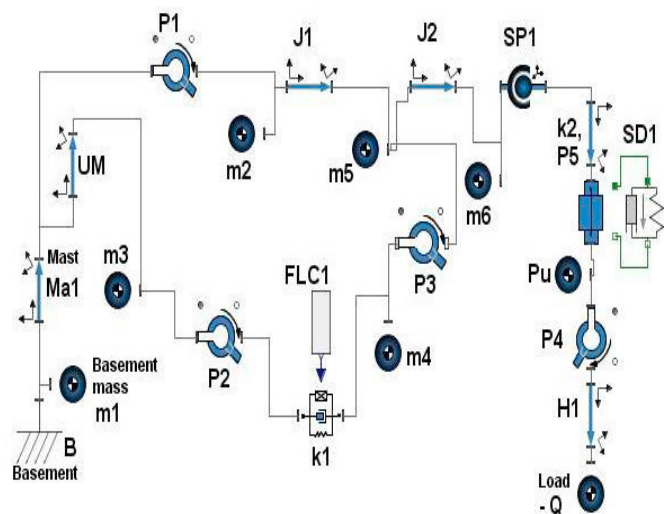 P1
J1
J2
SP1
m2
m5
k2,
P5
SD1
UM
m6
m3
Mast
Ma1
FLC1
P3
Pu
P2
m4
P4
Basement
mass
m1
H1
k1
B
Basement
Load
- Q